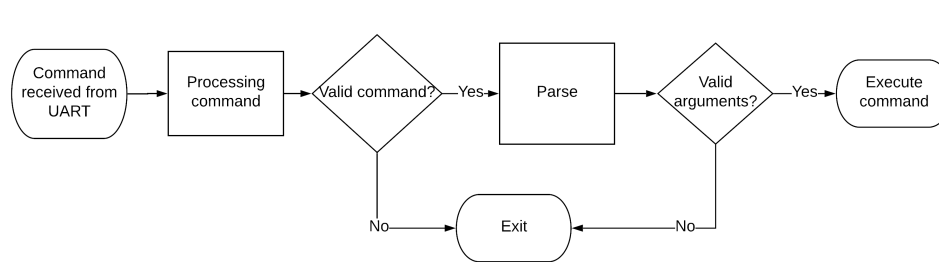 Command
received from
UART
Processing
command
Valid command?
Yes
Parse
Valid
arguments?
Yes
Execute
command
No
Exit
No